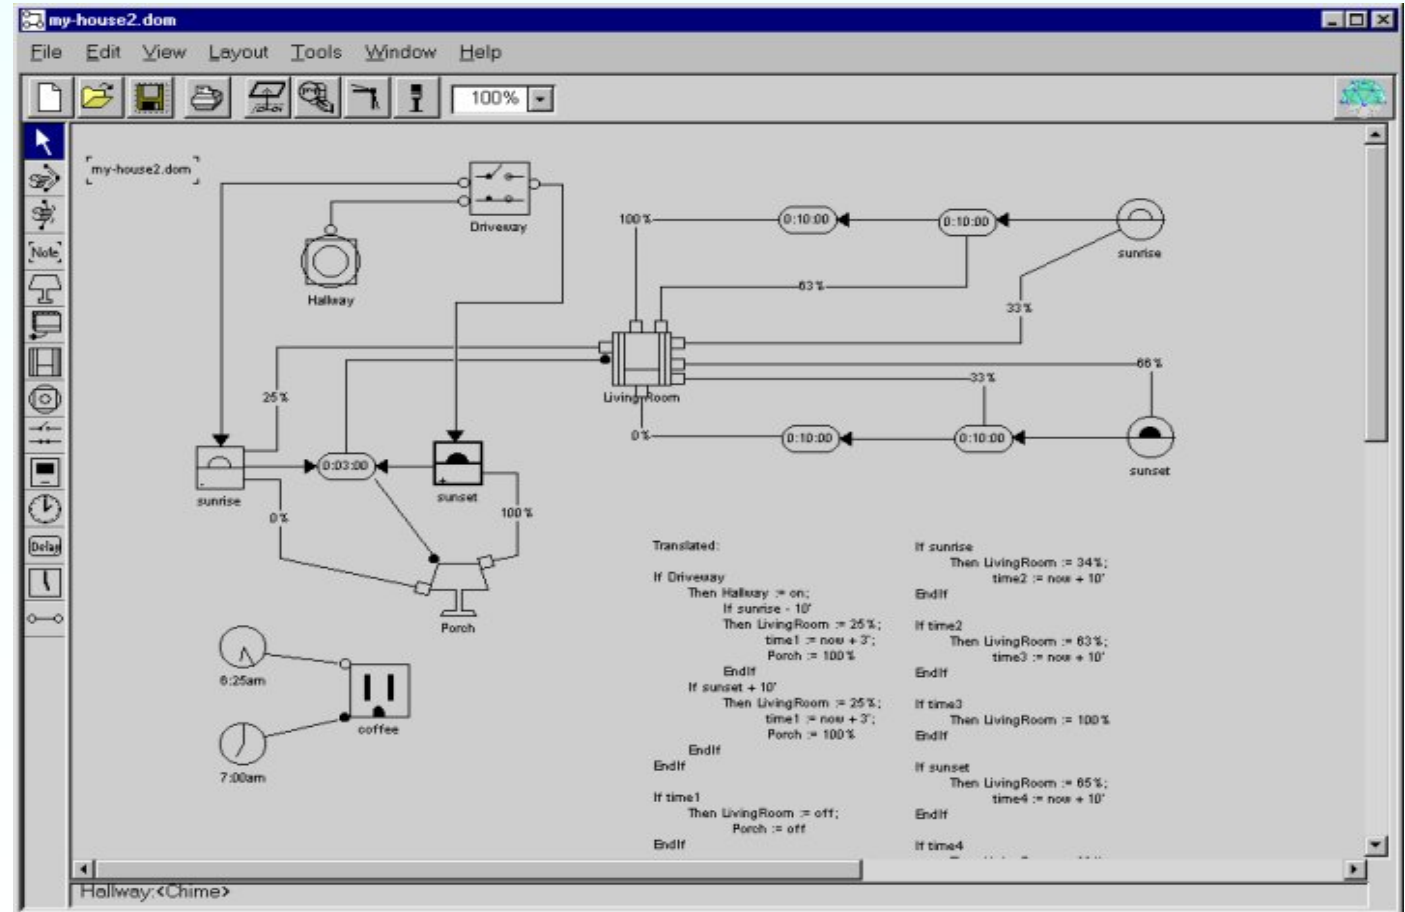 my-house2.dom
File Edit View Layout Tools Window Help
100%
Note
Delay
my-house2.dom
Driveway
Hallway
100%
0:10:00
0:10:00
sunrise
63%
33%
25%
66%
33%
LivingRoom
0%
0:10:00
0:10:00
sunset
0:03:00
sunrise
sunset
0%
100%
Porch
6:25am
coffee
7:00am
Translated:
If Driveway
Then Hallway := on;
If sunrise - 10'
Then LivingRoom := 25%;
time1 := now + 3';
Porch := 100%
EndIf
If sunset + 10'
Then LivingRoom := 25%;
time1 := now + 3';
Porch := 100%
EndIf
EndIf
If time1
Then LivingRoom := off;
Porch := off
EndIf
If sunrise
Then LivingRoom := 34%;
time2 := now + 10'
EndIf
If time2
Then LivingRoom := 63%;
time3 := now + 10'
EndIf
If time3
Then LivingRoom := 100%
EndIf
If sunset
Then LivingRoom := 65%;
time4 := now + 10'
EndIf
If time4
Hallway:<Chime>